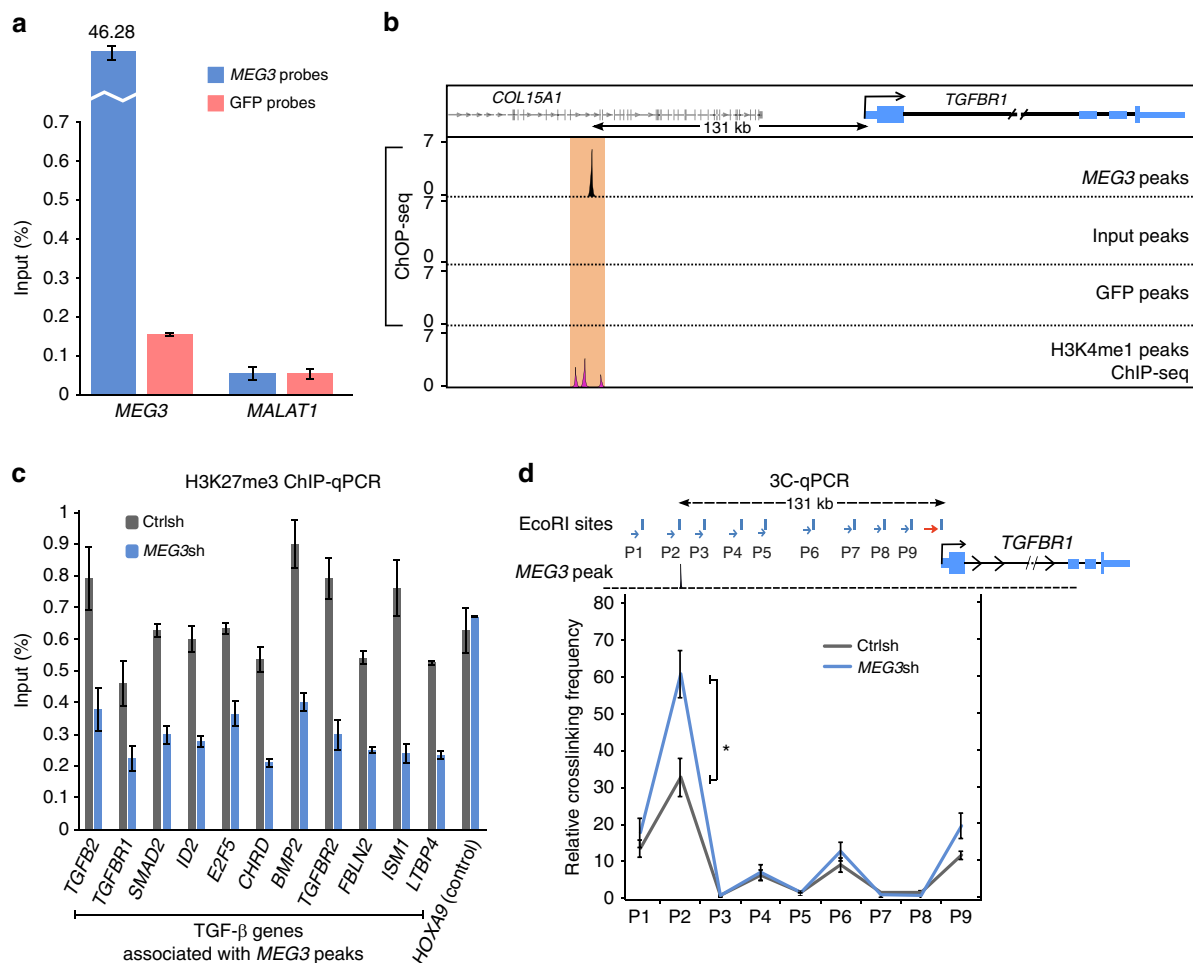 a
46.28
MEG3 probes
GFP probes
0.7
0.6
0.5
0.4
0.3
0.2
0.1
0
Input (%)
MEG3
MALAT1
b
COL15A1
TGFBR1
131 kb
ChOP-seq
7
0
MEG3 peaks
7
0
Input peaks
7
0
GFP peaks
7
0
H3K4me1 peaks
ChIP-seq
c
H3K27me3 ChIP-qPCR
Ctrlsh
MEG3sh
1
0.9
0.8
0.7
0.6
0.5
0.4
0.3
0.2
0.1
0
Input (%)
TGFB2
TGFBR1
SMAD2
ID2
E2F5
CHRD
BMP2
TGFBR2
FBLN2
ISM1
LTBP4
HOXA9 (control)
TGF-β genes
associated with MEG3 peaks
d
3C-qPCR
131 kb
EcoRI sites
P1 P2 P3 P4 P5 P6 P7 P8 P9
TGFBR1
MEG3 peak
80
70
60
50
40
30
20
10
0
Relative crosslinking frequency
Ctrlsh
MEG3sh
*
P1 P2 P3 P4 P5 P6 P7 P8 P9